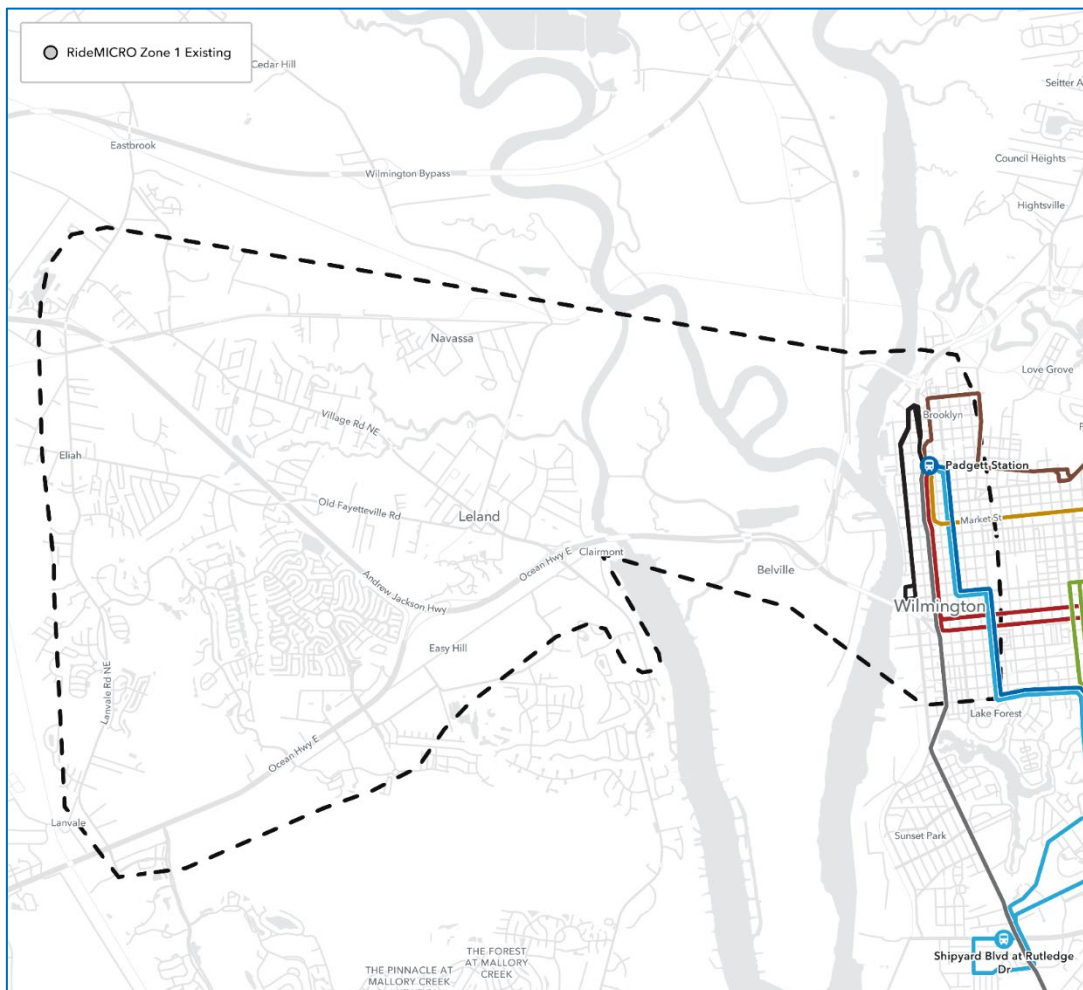 RideMICRO Zone 1 Existing
Cedar Hill
Seitter A
Eastbrook
Council Heights
Wilmington Bypass
Hightsville
Navassa
Love Grove
Village Rd NE
Brooklyn
Eliah
Padgett Station
Old Fayetteville Rd
Leland
Market St
Ocean Hwy E
Clairmont
Belville
Andrew Jackson Hwy
Wilmington
Easy Hill
Lanvale Rd NE
Lake Forest
Ocean Hwy E
Lanvale
Sunset Park
THE FOREST
AT MALLORY
CREEK
THE PINNACLE AT
MALLORY CREEK
Shipyard Blvd at Rutledge
Dr